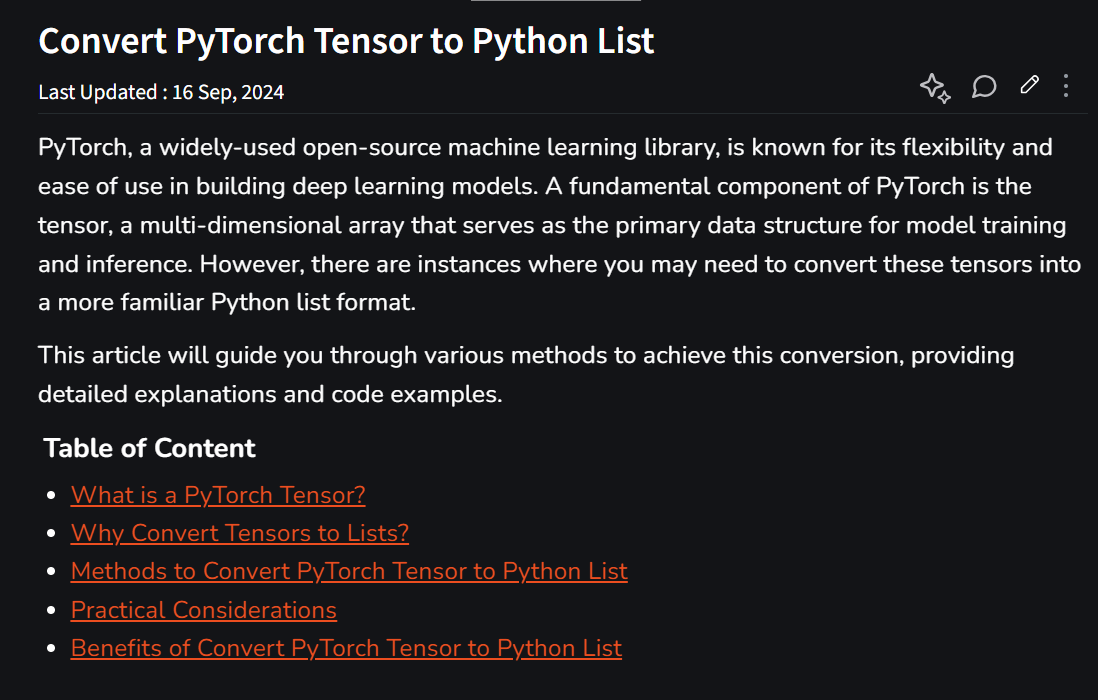 Convert PyTorch Tensor to Python List
Last Updated : 16 Sep, 2024
PyTorch, a widely-used open-source machine learning library, is known for its flexibility and
ease of use in building deep learning models. A fundamental component of PyTorch is the
tensor, a multi-dimensional array that serves as the primary data structure for model training
and inference. However, there are instances where you may need to convert these tensors into
a more familiar Python list format.
This article will guide you through various methods to achieve this conversion, providing
detailed explanations and code examples.
Table of Content
What is a PyTorch Tensor?
Why Convert Tensors to Lists?
Methods to Convert PyTorch Tensor to Python List
Practical Considerations
Benefits of Convert PyTorch Tensor to Python List